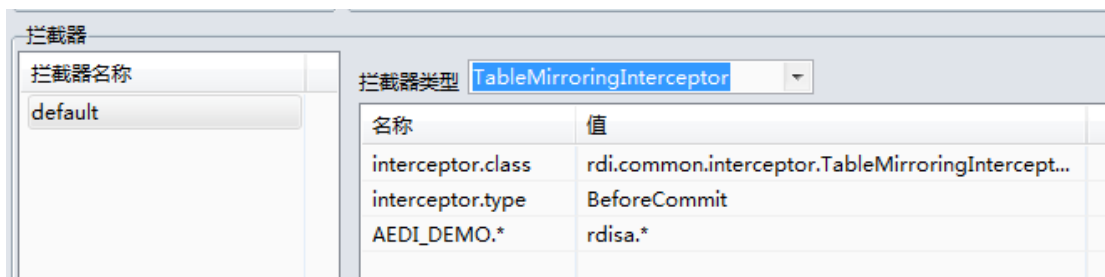 拦截器
拦截器名称
default
拦截器类型 TableMirroringInterceptor
名称 值
interceptor.class rdi.common.interceptor.TableMirroringIntercept...
interceptor.type BeforeCommit
AEDI_DEMO.* rdisa.*